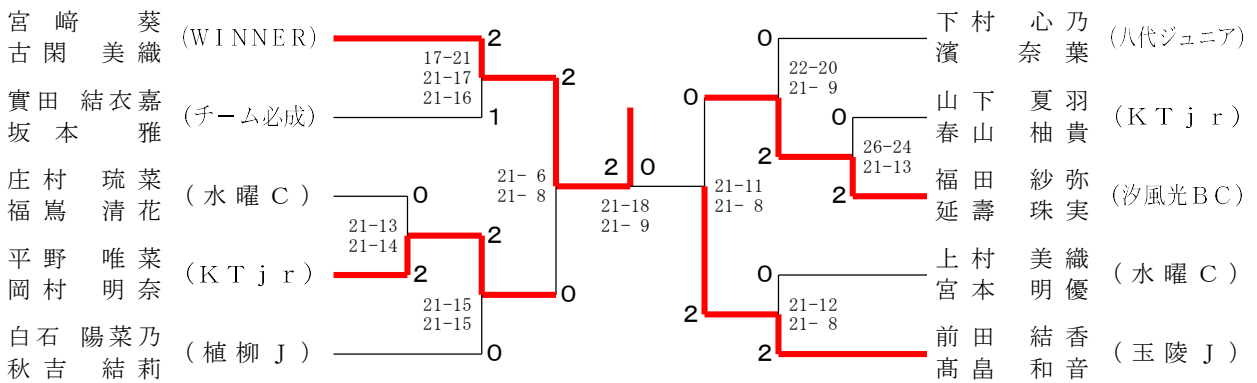 宮﨑 葵
古閑 美織
(WINNER)
2
17-21
21-17
21-16
1
實田 結衣嘉
坂本 雅
(チーム必成)
庄村 琉菜
福嶌 清花
(水曜C)
0
21-13
21-14
2
平野 唯菜
岡村 明奈
(KTjr)
白石 陽菜乃
秋吉 結莉
(植柳J)
2
21-15
21-15
0
2
21- 6
21- 8
0
2 0
21-18
21- 9
0
21-11
21- 8
2
下村 心乃
濱 奈葉
(八代ジュニア)
0
22-20
21- 9
2
山下 夏羽
春山 柚貴
(KTjr)
0
26-24
21-13
2
福田 紗弥
延壽 珠実
(汐風光BC)
上村 美織
宮本 明優
(水曜C)
0
21-12
21- 8
2
前田 結香
髙畠 和音
(玉陵J)